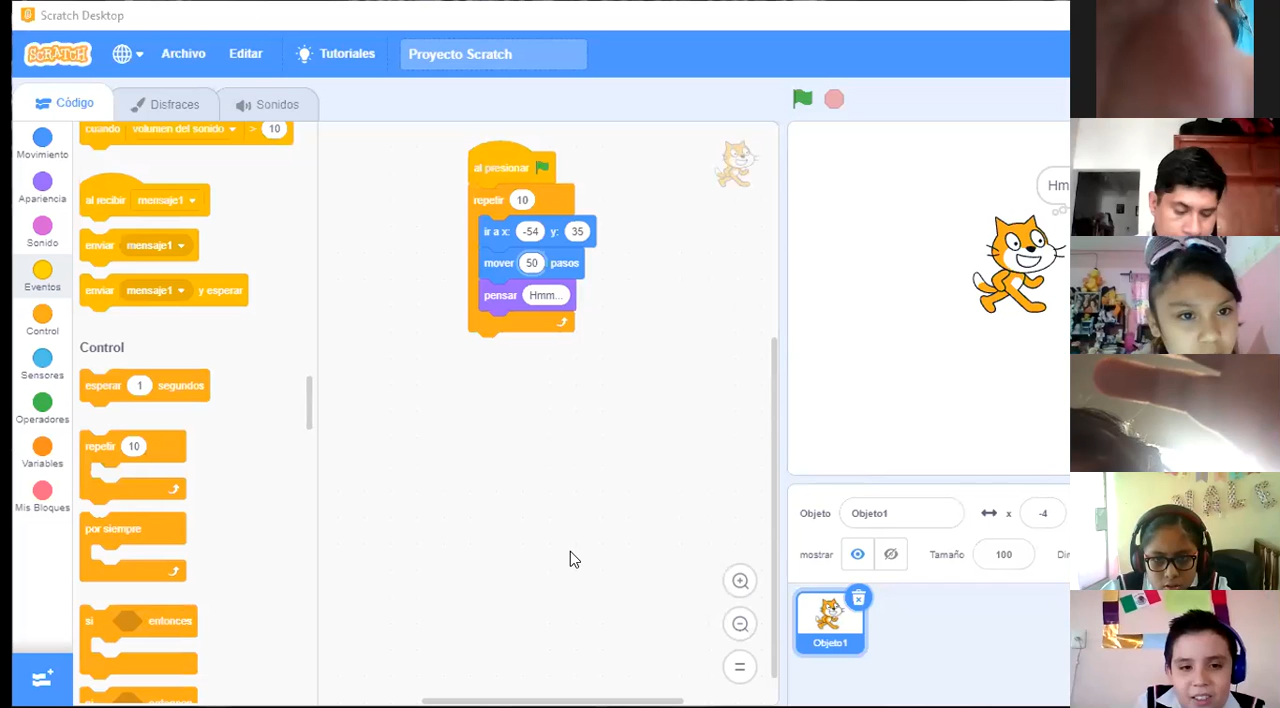 Scratch Desktop
SCRATCH
Archivo
Editar
Tutoriales
Proyecto Scratch
Código
Disfraces
Sonidos
Movimiento
Apariencia
Sonido
Eventos
Control
Sensores
Operadores
Variables
Mis Bloques
cuando volumen del sonido > 10
al recibir mensaje1
enviar mensaje1
enviar mensaje1 y esperar
Control
esperar 1 segundos
repetir 10
por siempre
si entonces
al presionar
repetir 10
ir a x: -54 y: 35
mover 50 pasos
pensar Hmm...
Hm
Objeto Objeto1 x -4
mostrar Tamaño 100
Objeto1